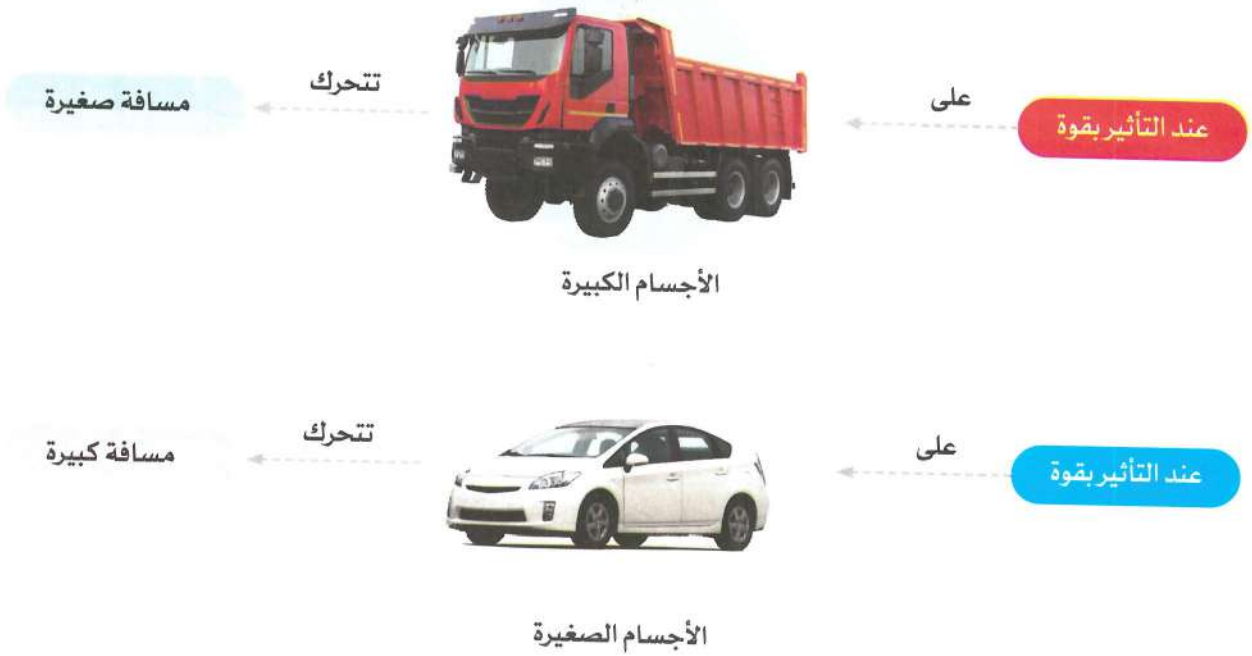 عند التأثير بقوة
على
تتحرك
مسافة صغيرة
الأجسام الكبيرة
عند التأثير بقوة
على
تتحرك
مسافة كبيرة
الأجسام الصغيرة